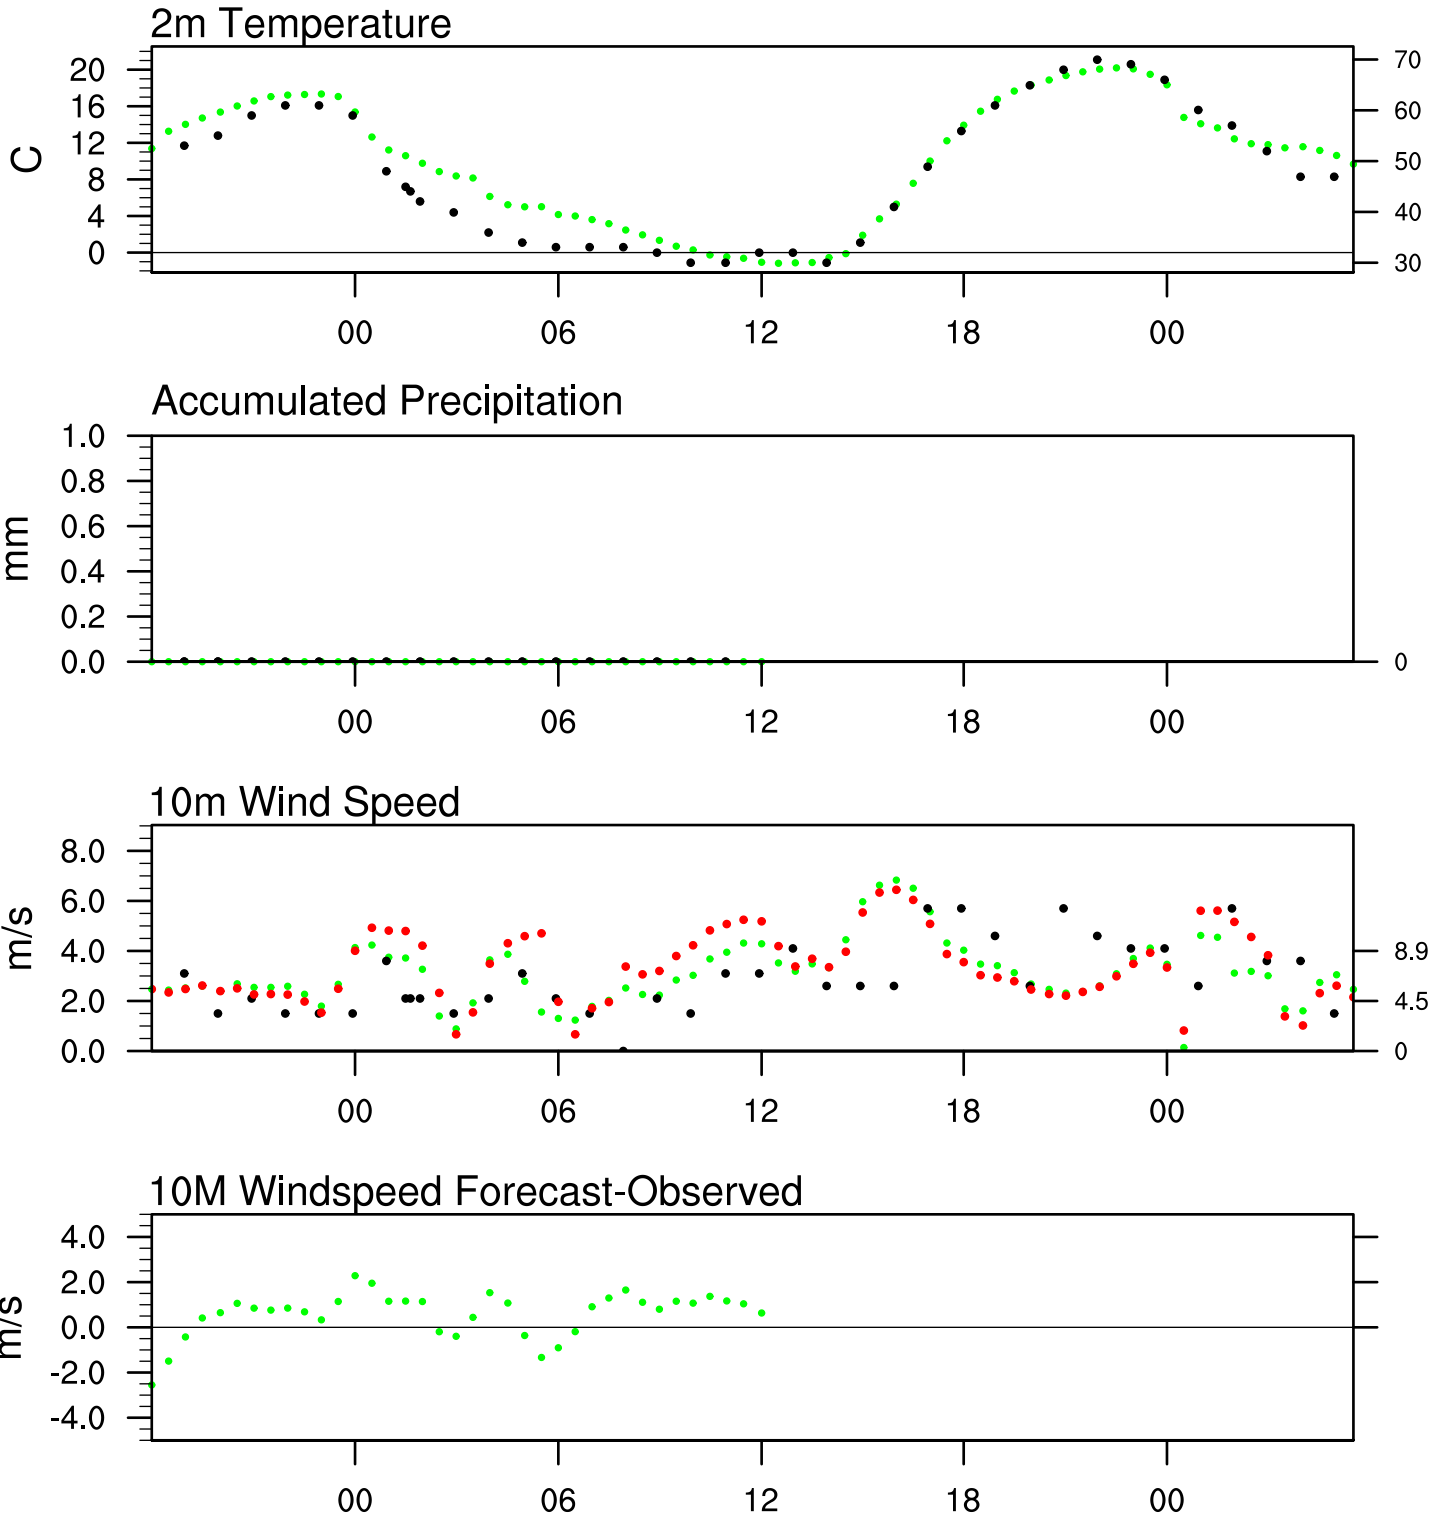 2m Temperature
20
16
12
8
4
0
C
70
60
50
40
30
00 06 12 18 00
Accumulated Precipitation
1.0
0.8
0.6
0.4
0.2
0.0
mm
0
00 06 12 18 00
10m Wind Speed
8.0
6.0
4.0
2.0
0.0
m/s
8.9
4.5
0
00 06 12 18 00
10M Windspeed Forecast-Observed
4.0
2.0
0.0
-2.0
-4.0
m/s
00 06 12 18 00